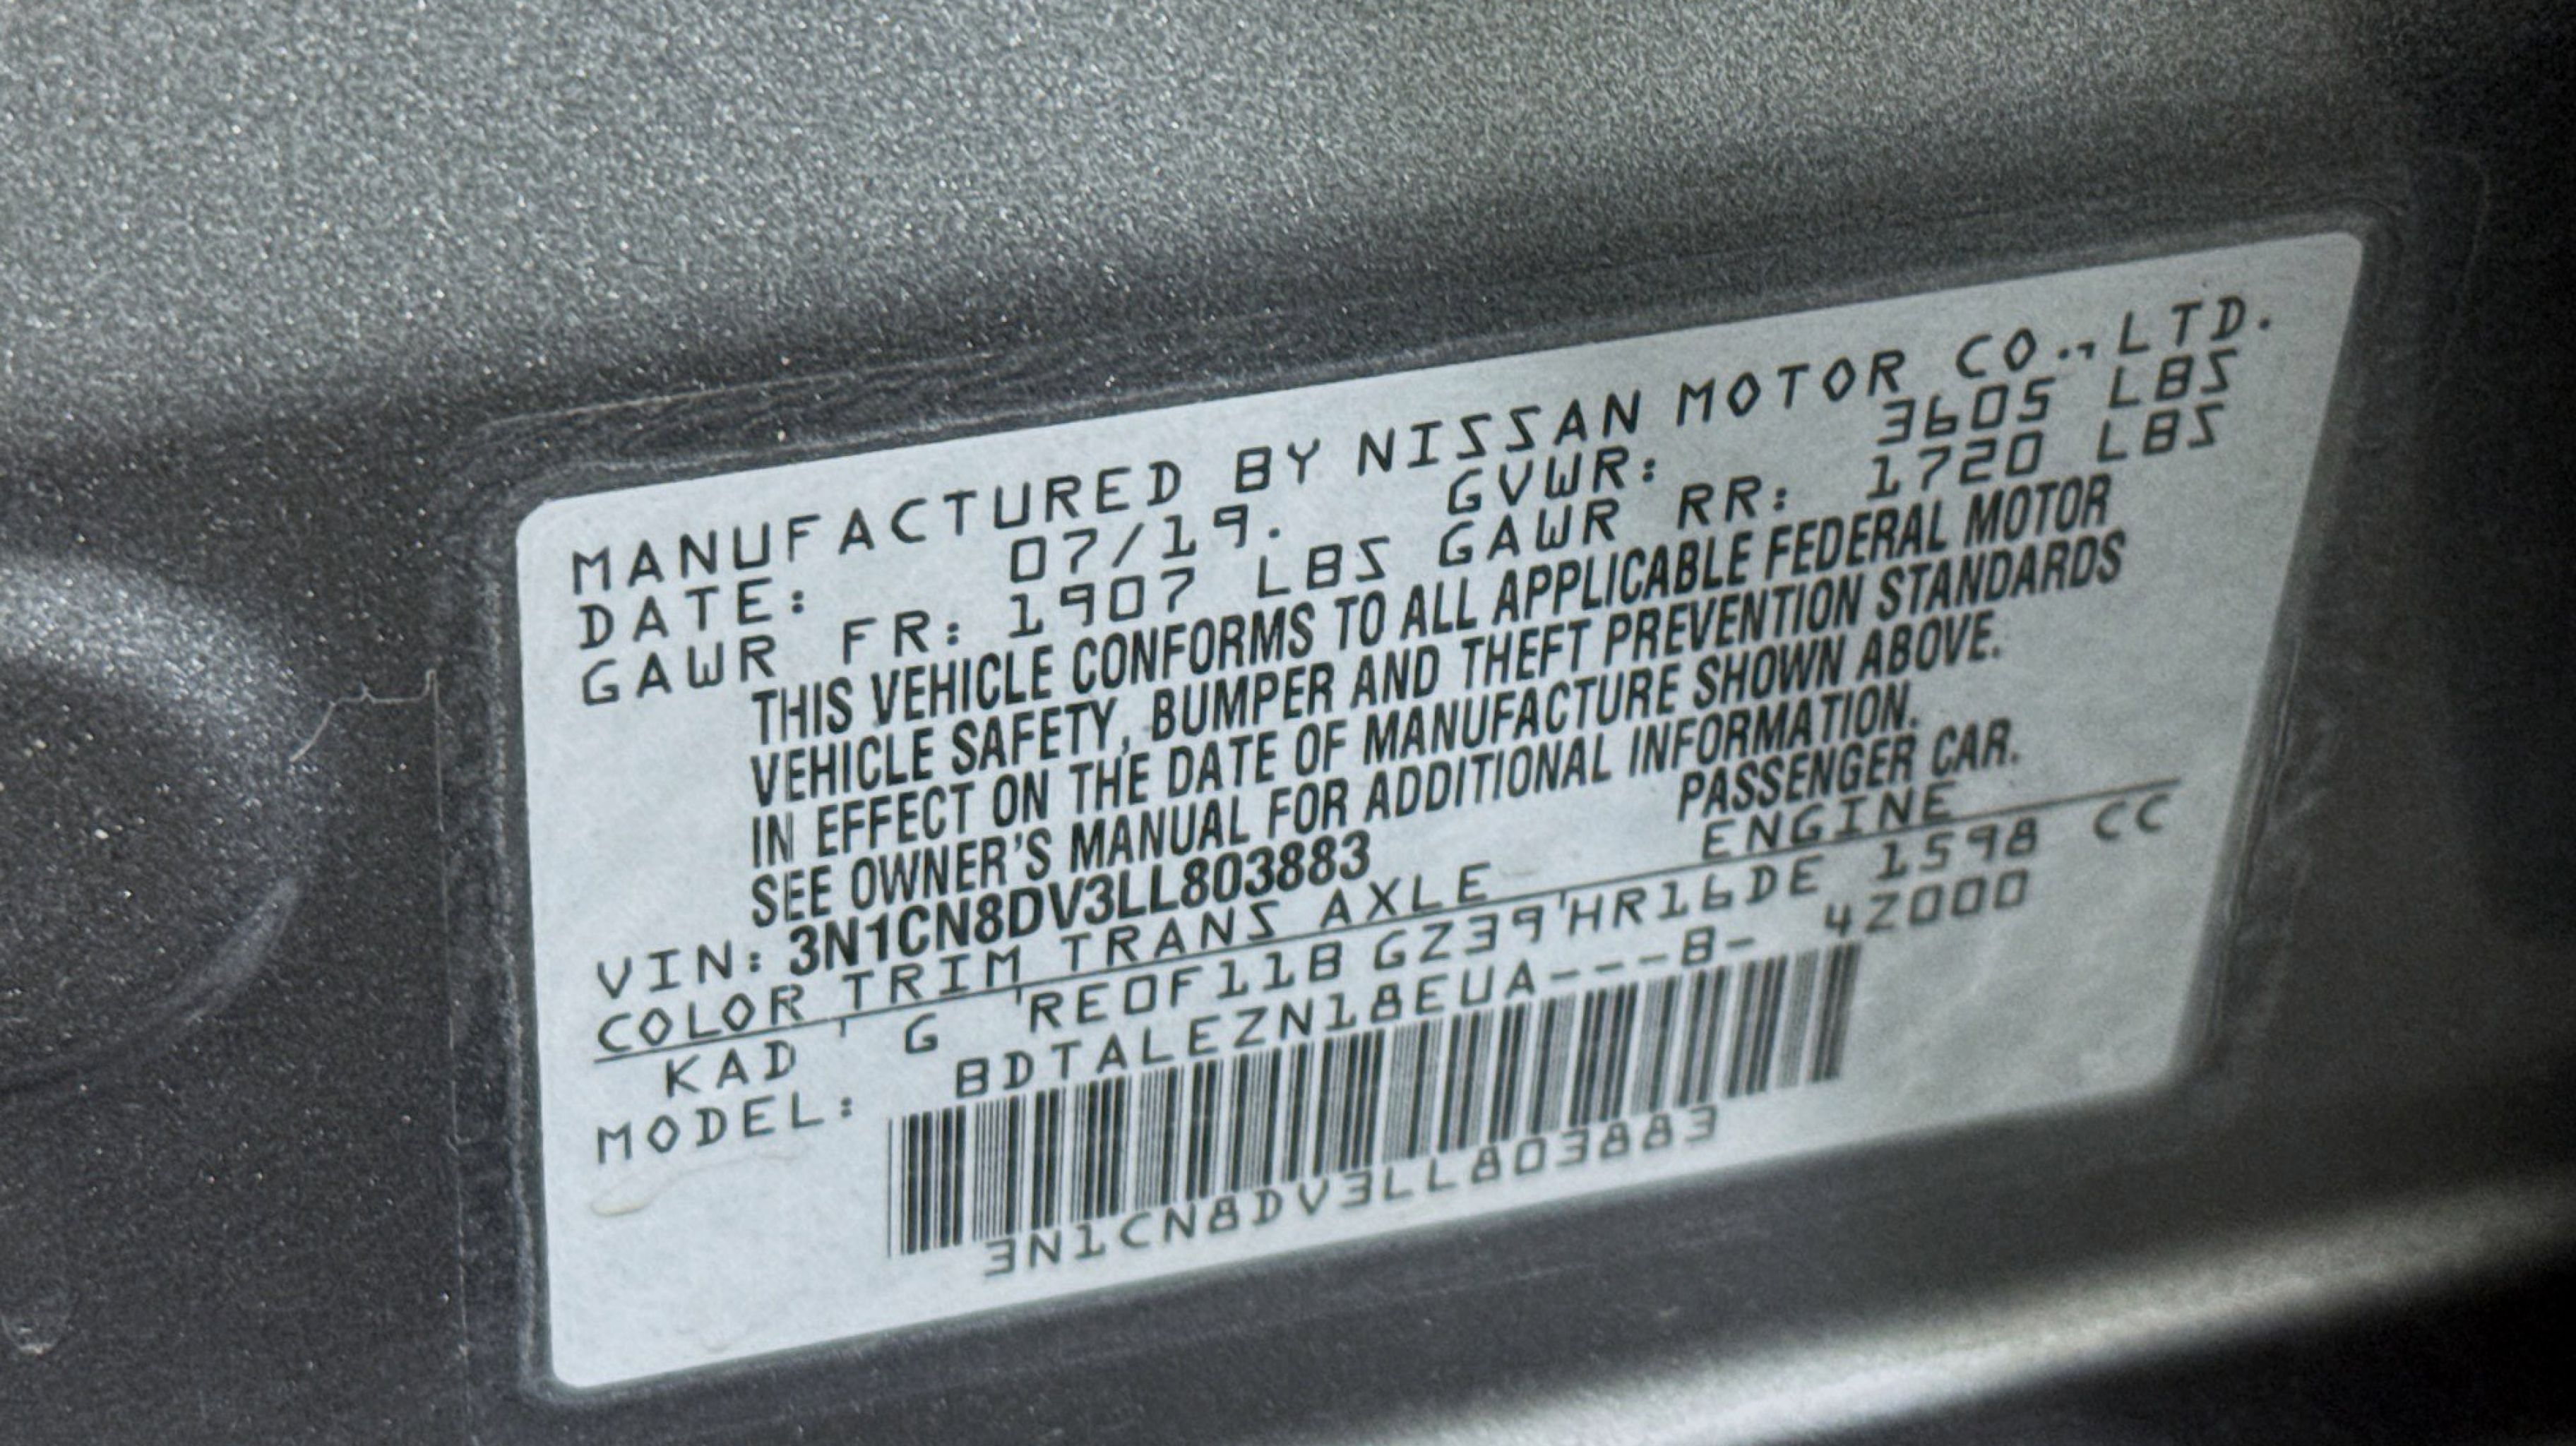 MANUFACTURED BY NISSAN MOTOR CO.,LTD.
DATE: 07/19. GVWR: 3605 LBS
GAWR FR: 1907 LBS GAWR RR: 1720 LBS
THIS VEHICLE CONFORMS TO ALL APPLICABLE FEDERAL MOTOR
VEHICLE SAFETY, BUMPER AND THEFT PREVENTION STANDARDS
IN EFFECT ON THE DATE OF MANUFACTURE SHOWN ABOVE.
SEE OWNER'S MANUAL FOR ADDITIONAL INFORMATION.
VIN: 3N1CN8DV3LL803883 PASSENGER CAR.
COLOR TRIM TRANS AXLE ENGINE
KAD G RE0F11B GZ39 HR16DE 1598 CC
MODEL: BDTALEZN18EUA---B- 4Z000
3N1CN8DV3LL803883